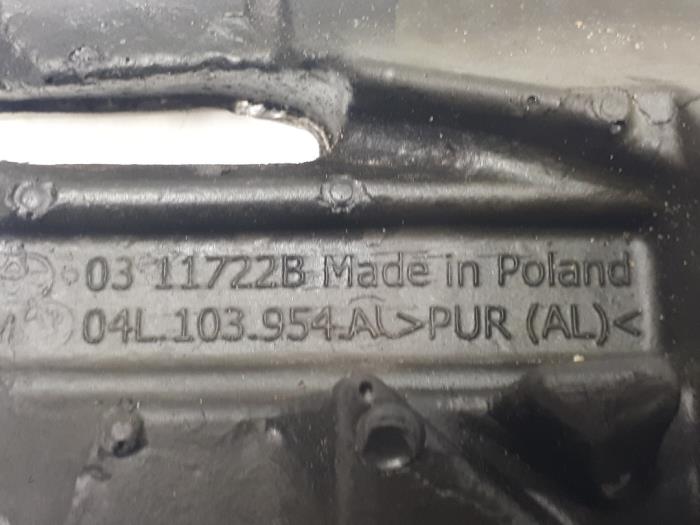 03 11722B Made in Poland
04L.103.954.AL>PUR (AL)<